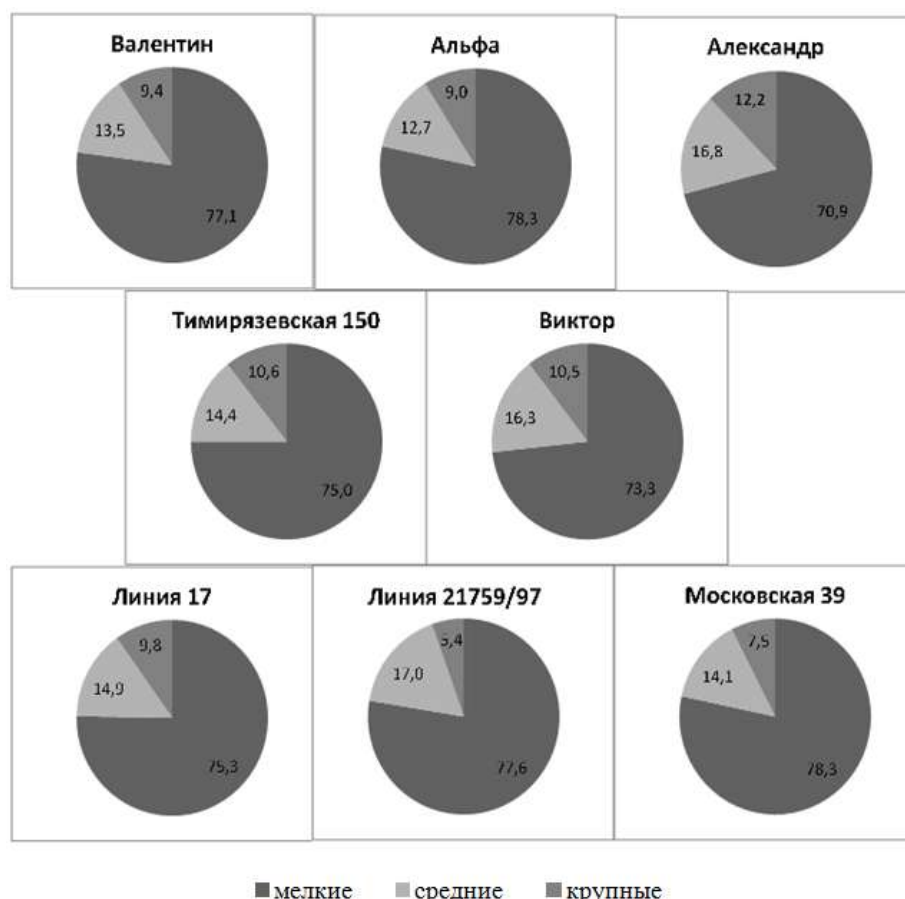 Валентин
9,4
13,5
77,1
Альфа
9,0
12,7
78,3
Александр
12,2
16,8
70,9
Тимирязевская 150
10,6
14,4
75,0
Виктор
10,5
16,3
73,3
Линия 17
9,8
14,9
75,3
Линия 21759/97
5,4
17,0
77,6
Московская 39
7,5
14,1
78,3
мелкие средние крупные